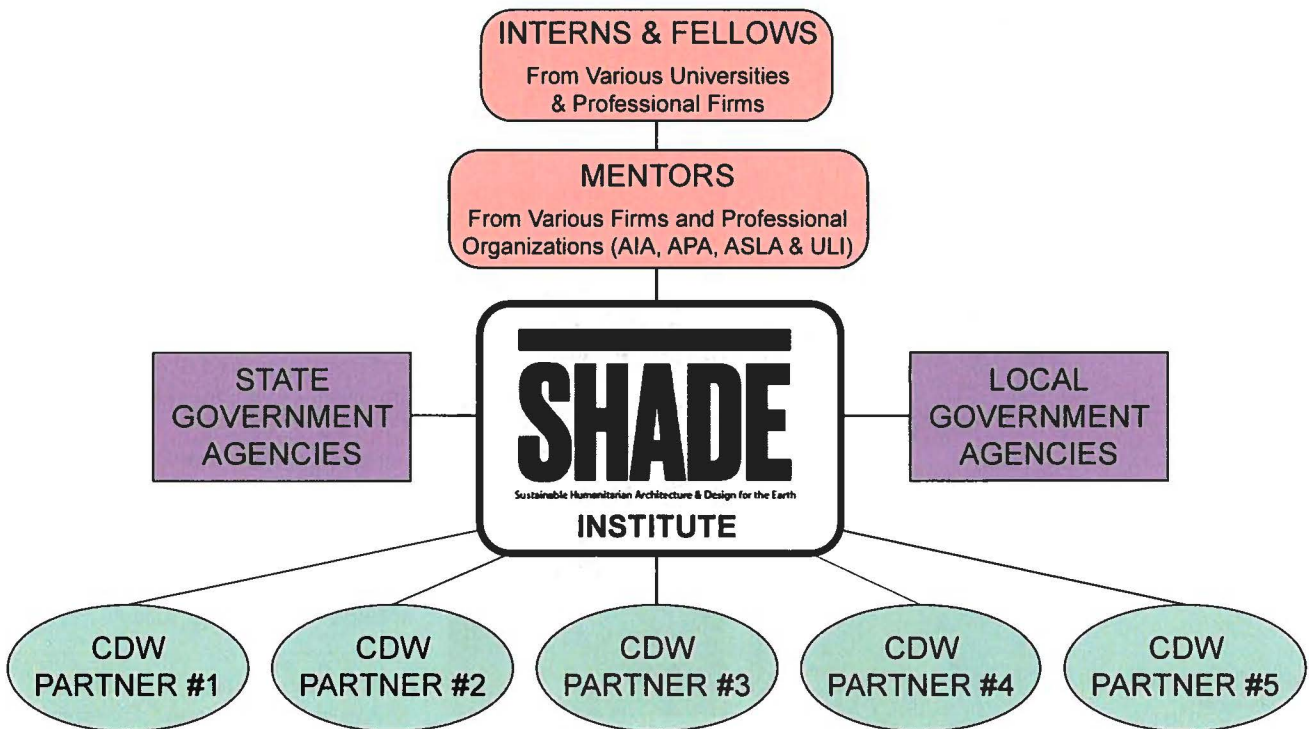 INTERNS & FELLOWS
From Various Universities
& Professional Firms
MENTORS
From Various Firms and Professional
Organizations (AIA, APA, ASLA & ULI)
STATE
GOVERNMENT
AGENCIES
SHADE
Sustainable Humanitarian Architecture & Design for the Earth
INSTITUTE
LOCAL
GOVERNMENT
AGENCIES
CDW
PARTNER #1
CDW
PARTNER #2
CDW
PARTNER #3
CDW
PARTNER #4
CDW
PARTNER #5